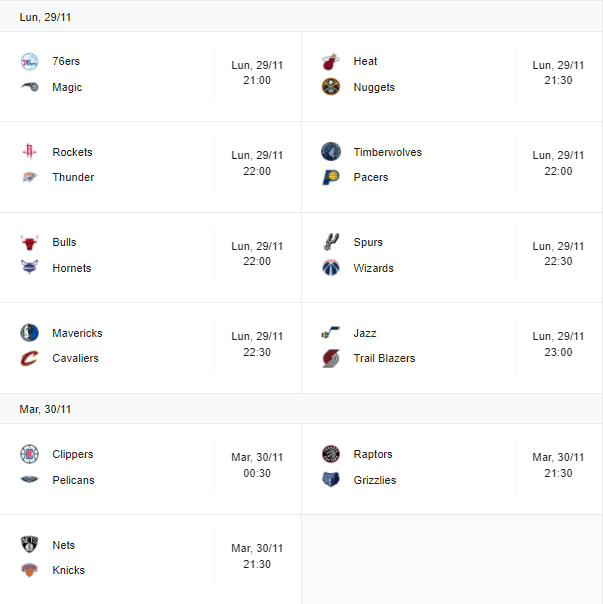 Lun, 29/11
76ers
Magic
Lun, 29/11
21:00
Heat
Nuggets
Lun, 29/11
21:30
Rockets
Thunder
Lun, 29/11
22:00
Timberwolves
Pacers
Lun, 29/11
22:00
Bulls
Hornets
Lun, 29/11
22:00
Spurs
Wizards
Lun, 29/11
22:30
Mavericks
Cavaliers
Lun, 29/11
22:30
Jazz
Trail Blazers
Lun, 29/11
23:00
Mar, 30/11
Clippers
Pelicans
Mar, 30/11
00:30
Raptors
Grizzlies
Mar, 30/11
21:30
NETS
Nets
Knicks
Mar, 30/11
21:30